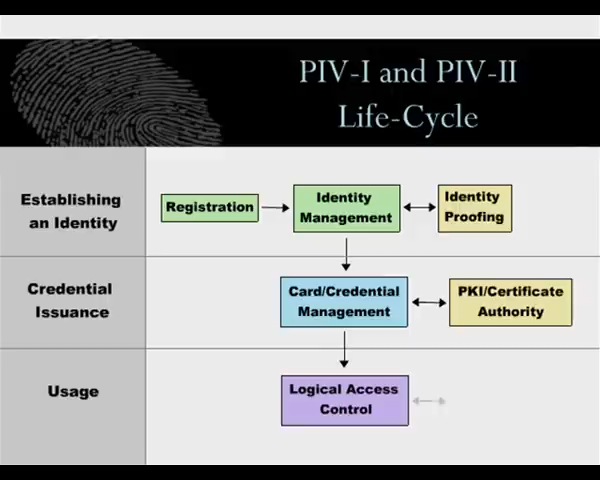 PIV-I and PIV-II
Life-Cycle
Establishing
an Identity
Registration
Identity
Management
Identity
Proofing
Credential
Issuance
Card/Credential
Management
PKI/Certificate
Authority
Usage
Logical Access
Control